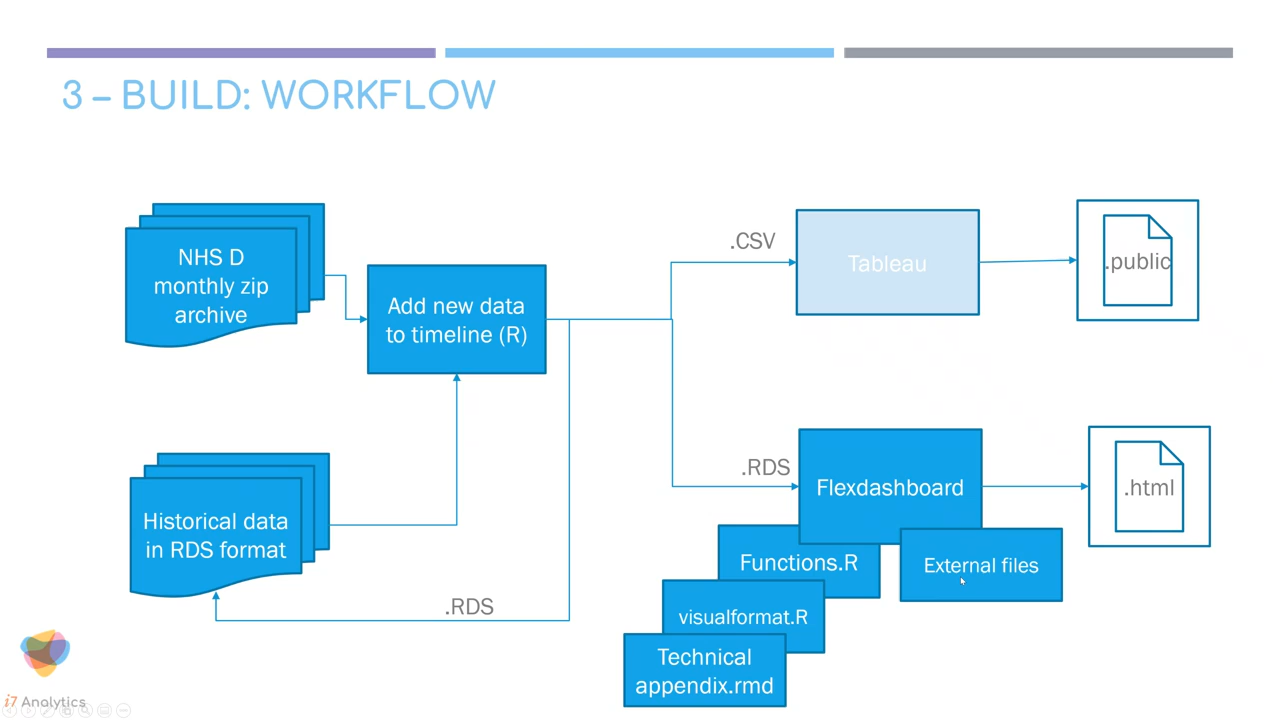 3 – BUILD: WORKFLOW
NHS D
monthly zip
archive
Add new data
to timeline (R)
.CSV
Tableau
.public
Historical data
in RDS format
.RDS
.RDS
Flexdashboard
.html
Functions.R
External files
visualformat.R
Technical
appendix.rmd
i7 Analytics